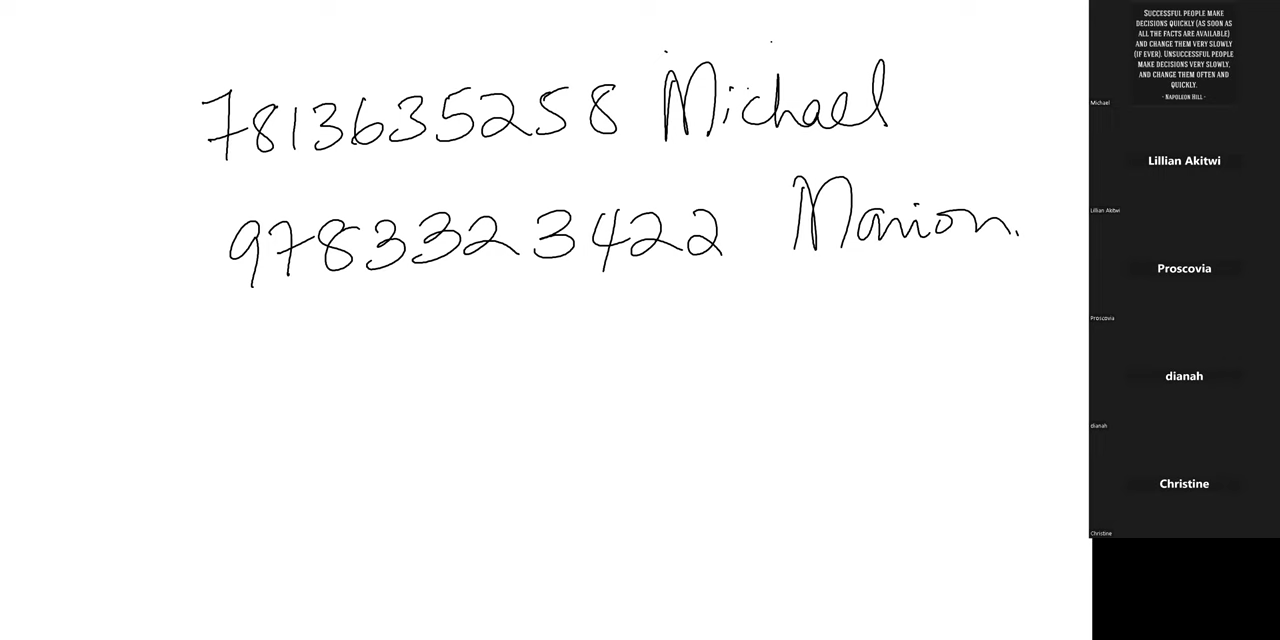 7813635258 Michael
9783323422 Marion.
SUCCESSFUL PEOPLE MAKE
DECISIONS QUICKLY (AS SOON AS
ALL THE FACTS ARE AVAILABLE)
AND CHANGE THEM VERY SLOWLY
(IF EVER). UNSUCCESSFUL PEOPLE
MAKE DECISIONS VERY SLOWLY,
AND CHANGE THEM OFTEN AND
QUICKLY.
- NAPOLEON HILL -
Michael
Lillian Akitwi
Lillian Akitwi
Proscovia
Proscovia
dianah
dianah
Christine
Christine